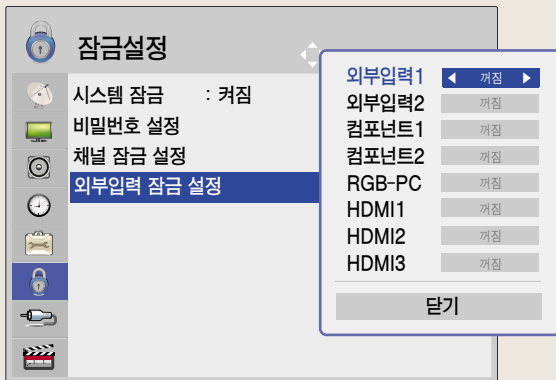 잠금설정
시스템 잠금 : 켜짐
비밀번호 설정
채널 잠금 설정
외부입력 잠금 설정
외부입력1 ◀ 꺼짐 ▶
외부입력2 꺼짐
컴포넌트1 꺼짐
컴포넌트2 꺼짐
RGB-PC 꺼짐
HDMI1 꺼짐
HDMI2 꺼짐
HDMI3 꺼짐
닫기